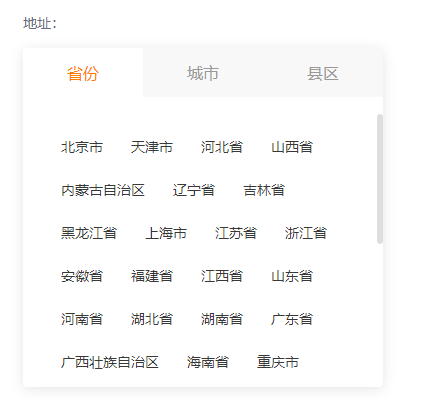 地址：
省份 城市 县区
北京市 天津市 河北省 山西省
内蒙古自治区 辽宁省 吉林省
黑龙江省 上海市 江苏省 浙江省
安徽省 福建省 江西省 山东省
河南省 湖北省 湖南省 广东省
广西壮族自治区 海南省 重庆市